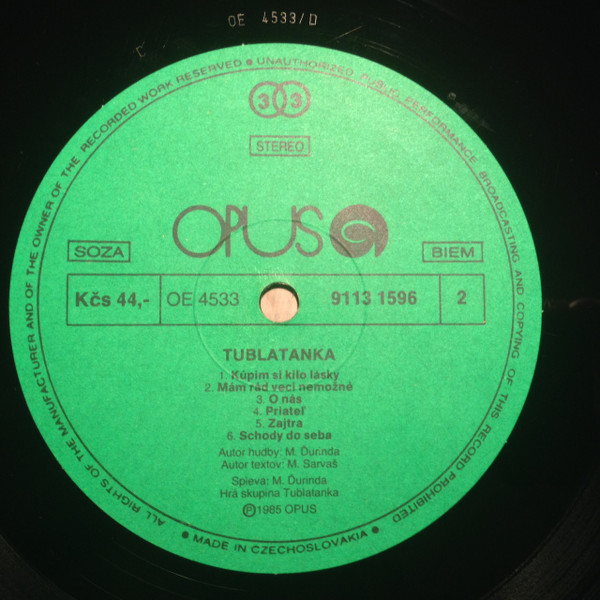 OE 4533/D
ALL RIGHTS OF THE MANUFACTURER AND OF THE OWNER OF THE RECORDED WORK RESERVED ● UNAUTHORIZED PUBLIC PERFORMANCE BROADCASTING AND COPYING OF THIS RECORD PROHIBITED
33
STEREO
OPUS
SOZA
BIEM
Kčs 44,-
OE 4533
9113 1596
2
TUBLATANKA
1. Kúpim si kilo lásky
2. Mám rád veci nemožné
3. O nás
4. Priateľ
5. Zajtra
6. Schody do seba
Autor hudby: M. Ďurinda
Autor textov: M. Sarvaš
Spieva: M. Ďurinda
Hrá skupina Tublatanka
Ⓟ1985 OPUS
● MADE IN CZECHOSLOVAKIA ●